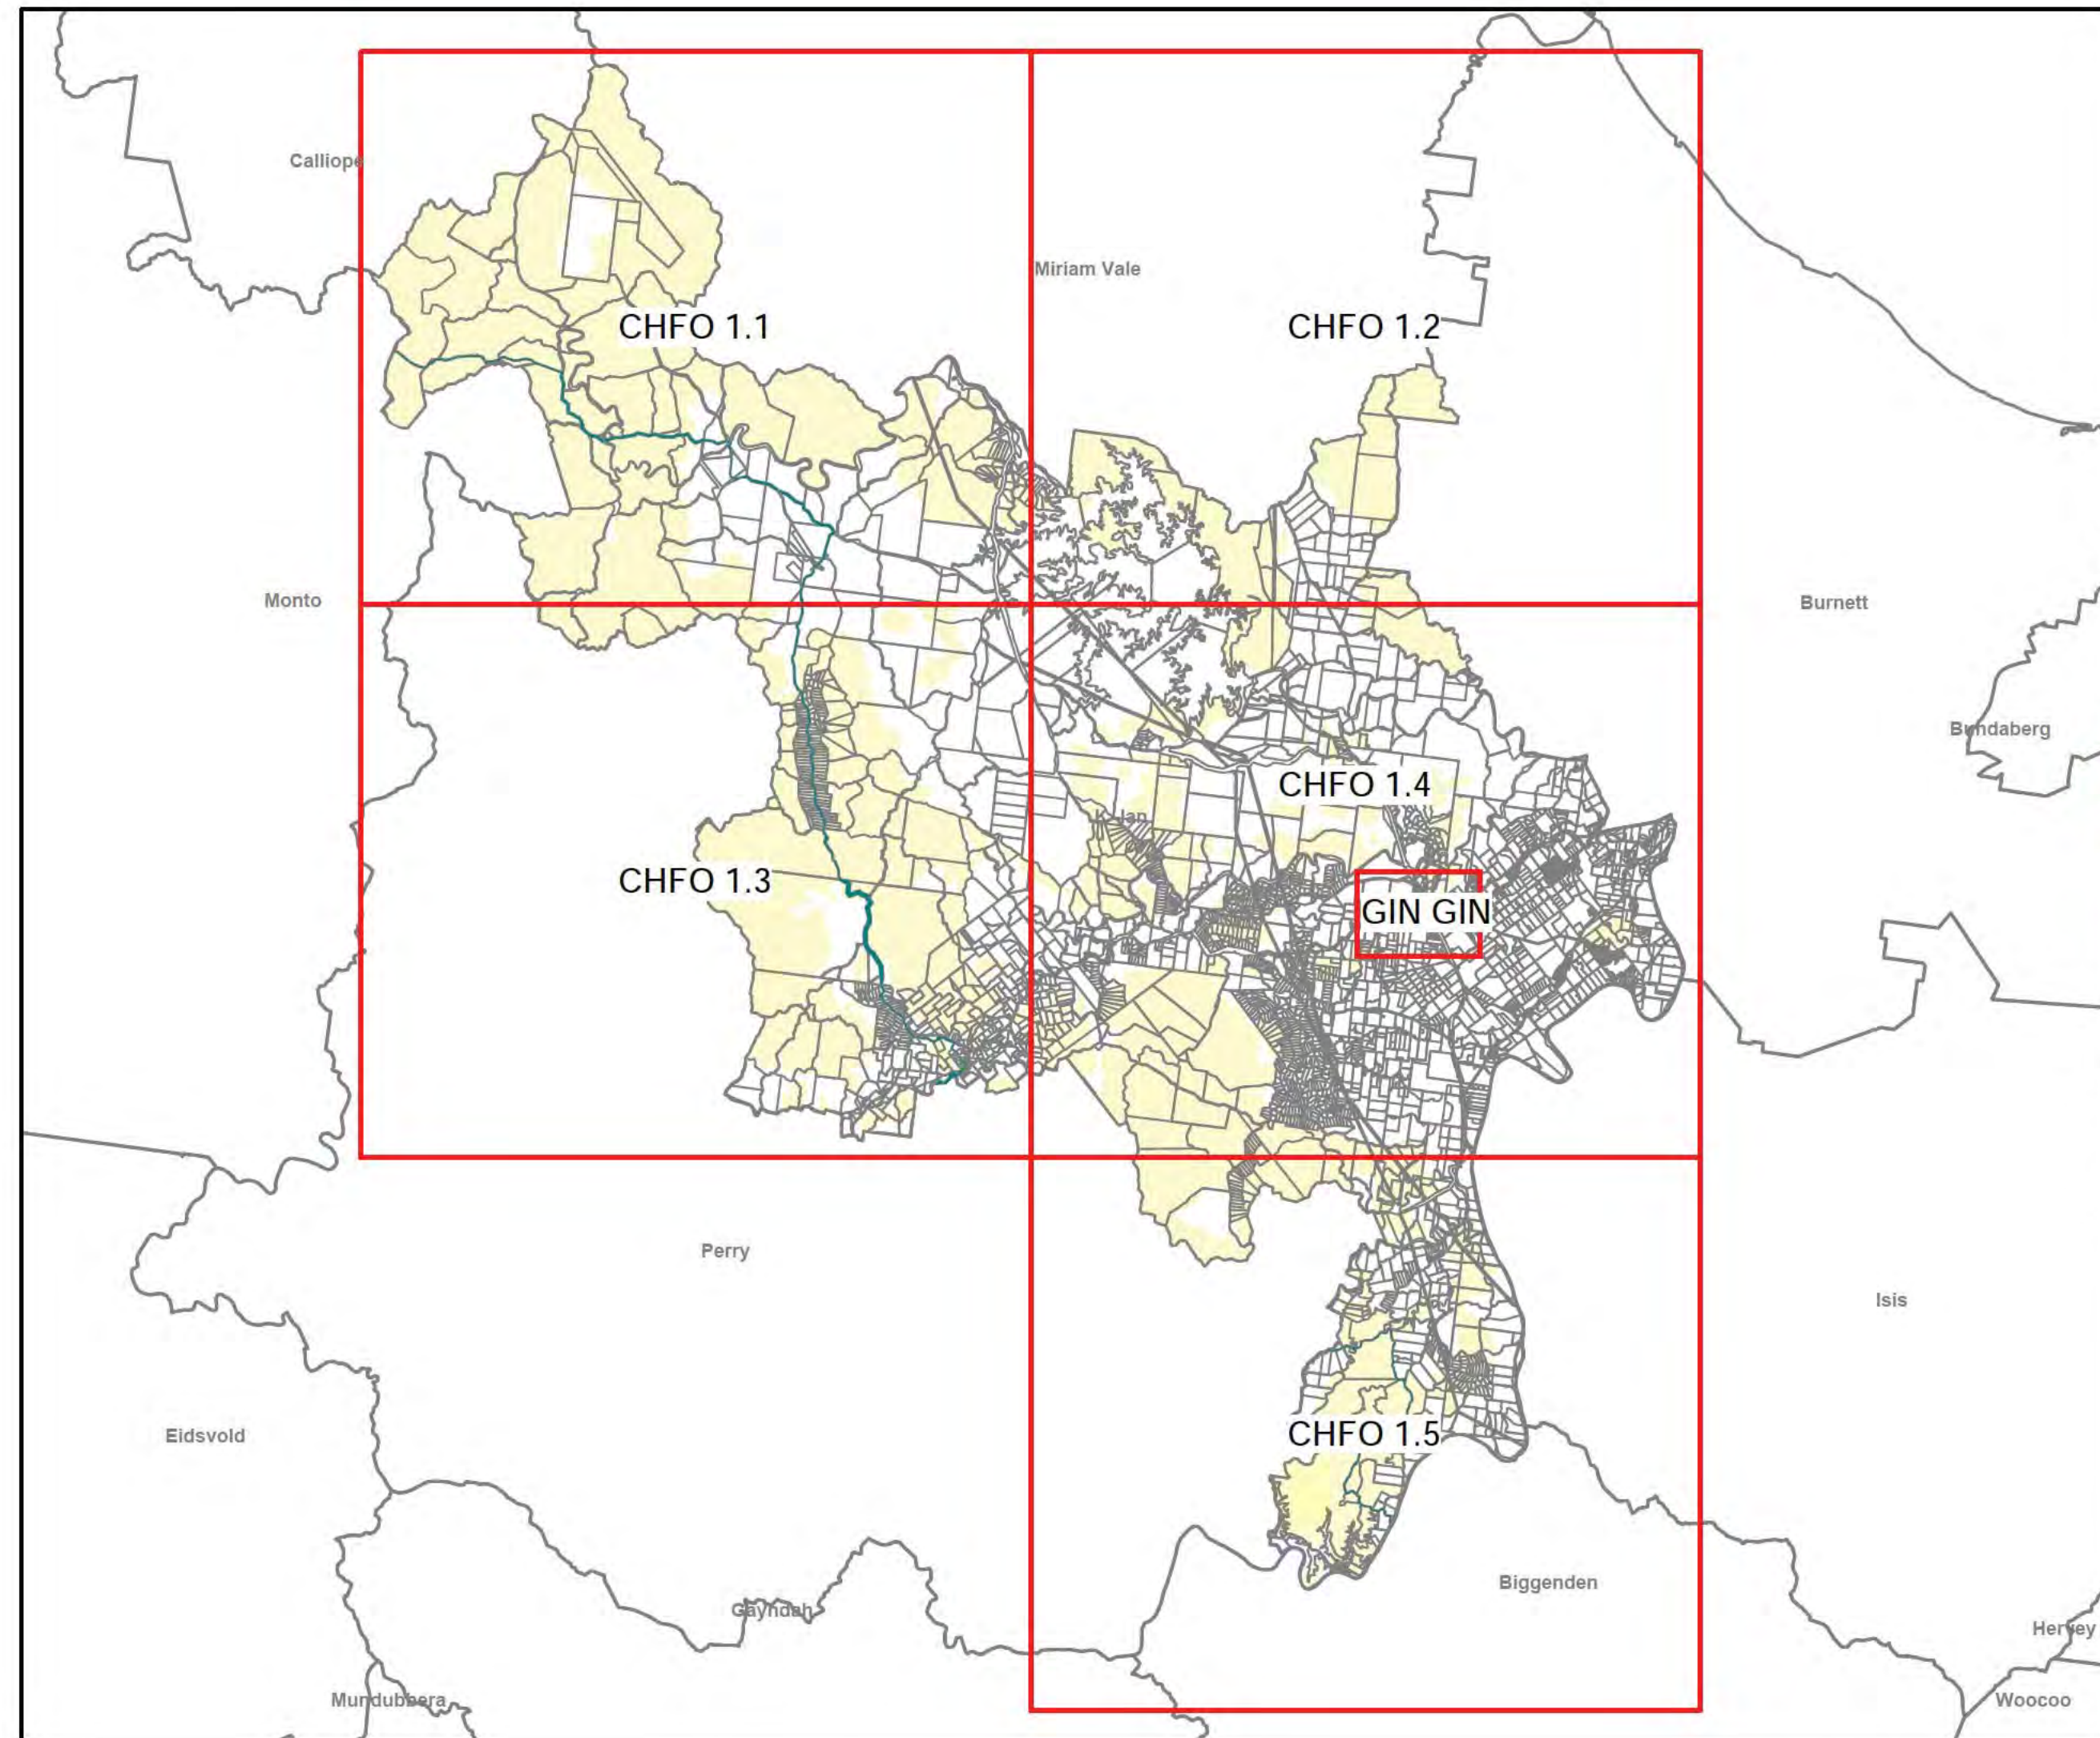 Calliope
Miriam Vale
CHFO 1.1
CHFO 1.2
Monto
Burnett
Bundaberg
CHFO 1.4
Kolan
CHFO 1.3
GIN GIN
Perry
Isis
CHFO 1.5
Eidsvold
Biggenden
Gayndah
Hervey
Mundubbera
Woocoo